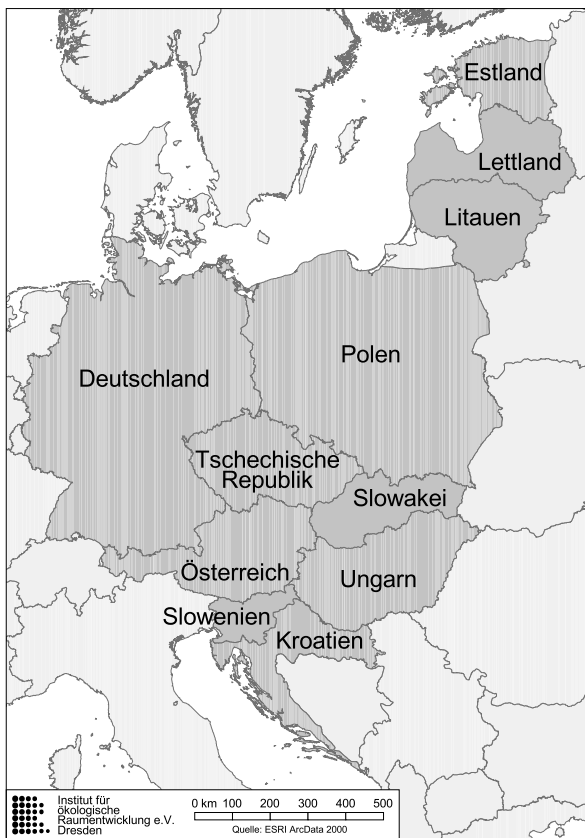 Estland
Lettland
Litauen
Polen
Deutschland
Tschechische
Republik
Slowakei
Österreich
Ungarn
Slowenien
Kroatien
Institut für
ökologische
Raumentwicklung e.V.
Dresden
0 km 100 200 300 400 500
Quelle: ESRI ArcData 2000